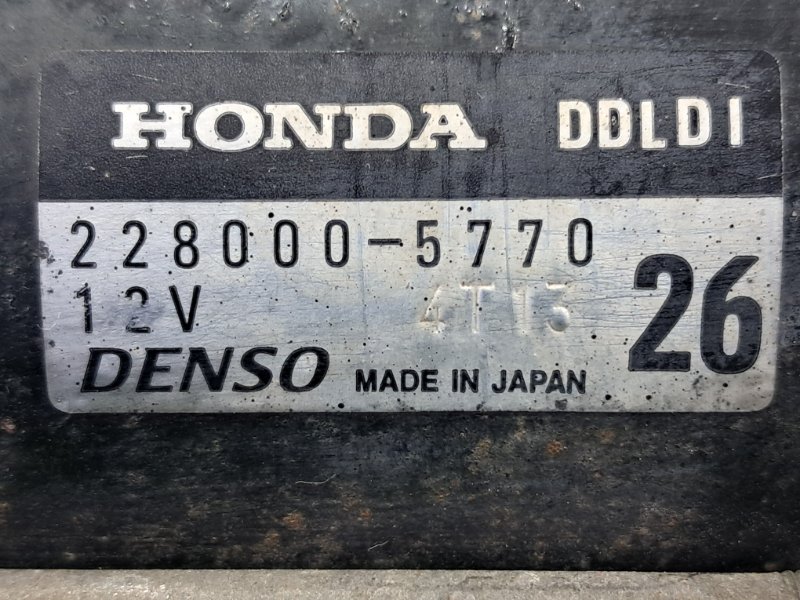 HONDA DDLD1
228000-5770
12V 4T13 26
DENSO MADE IN JAPAN